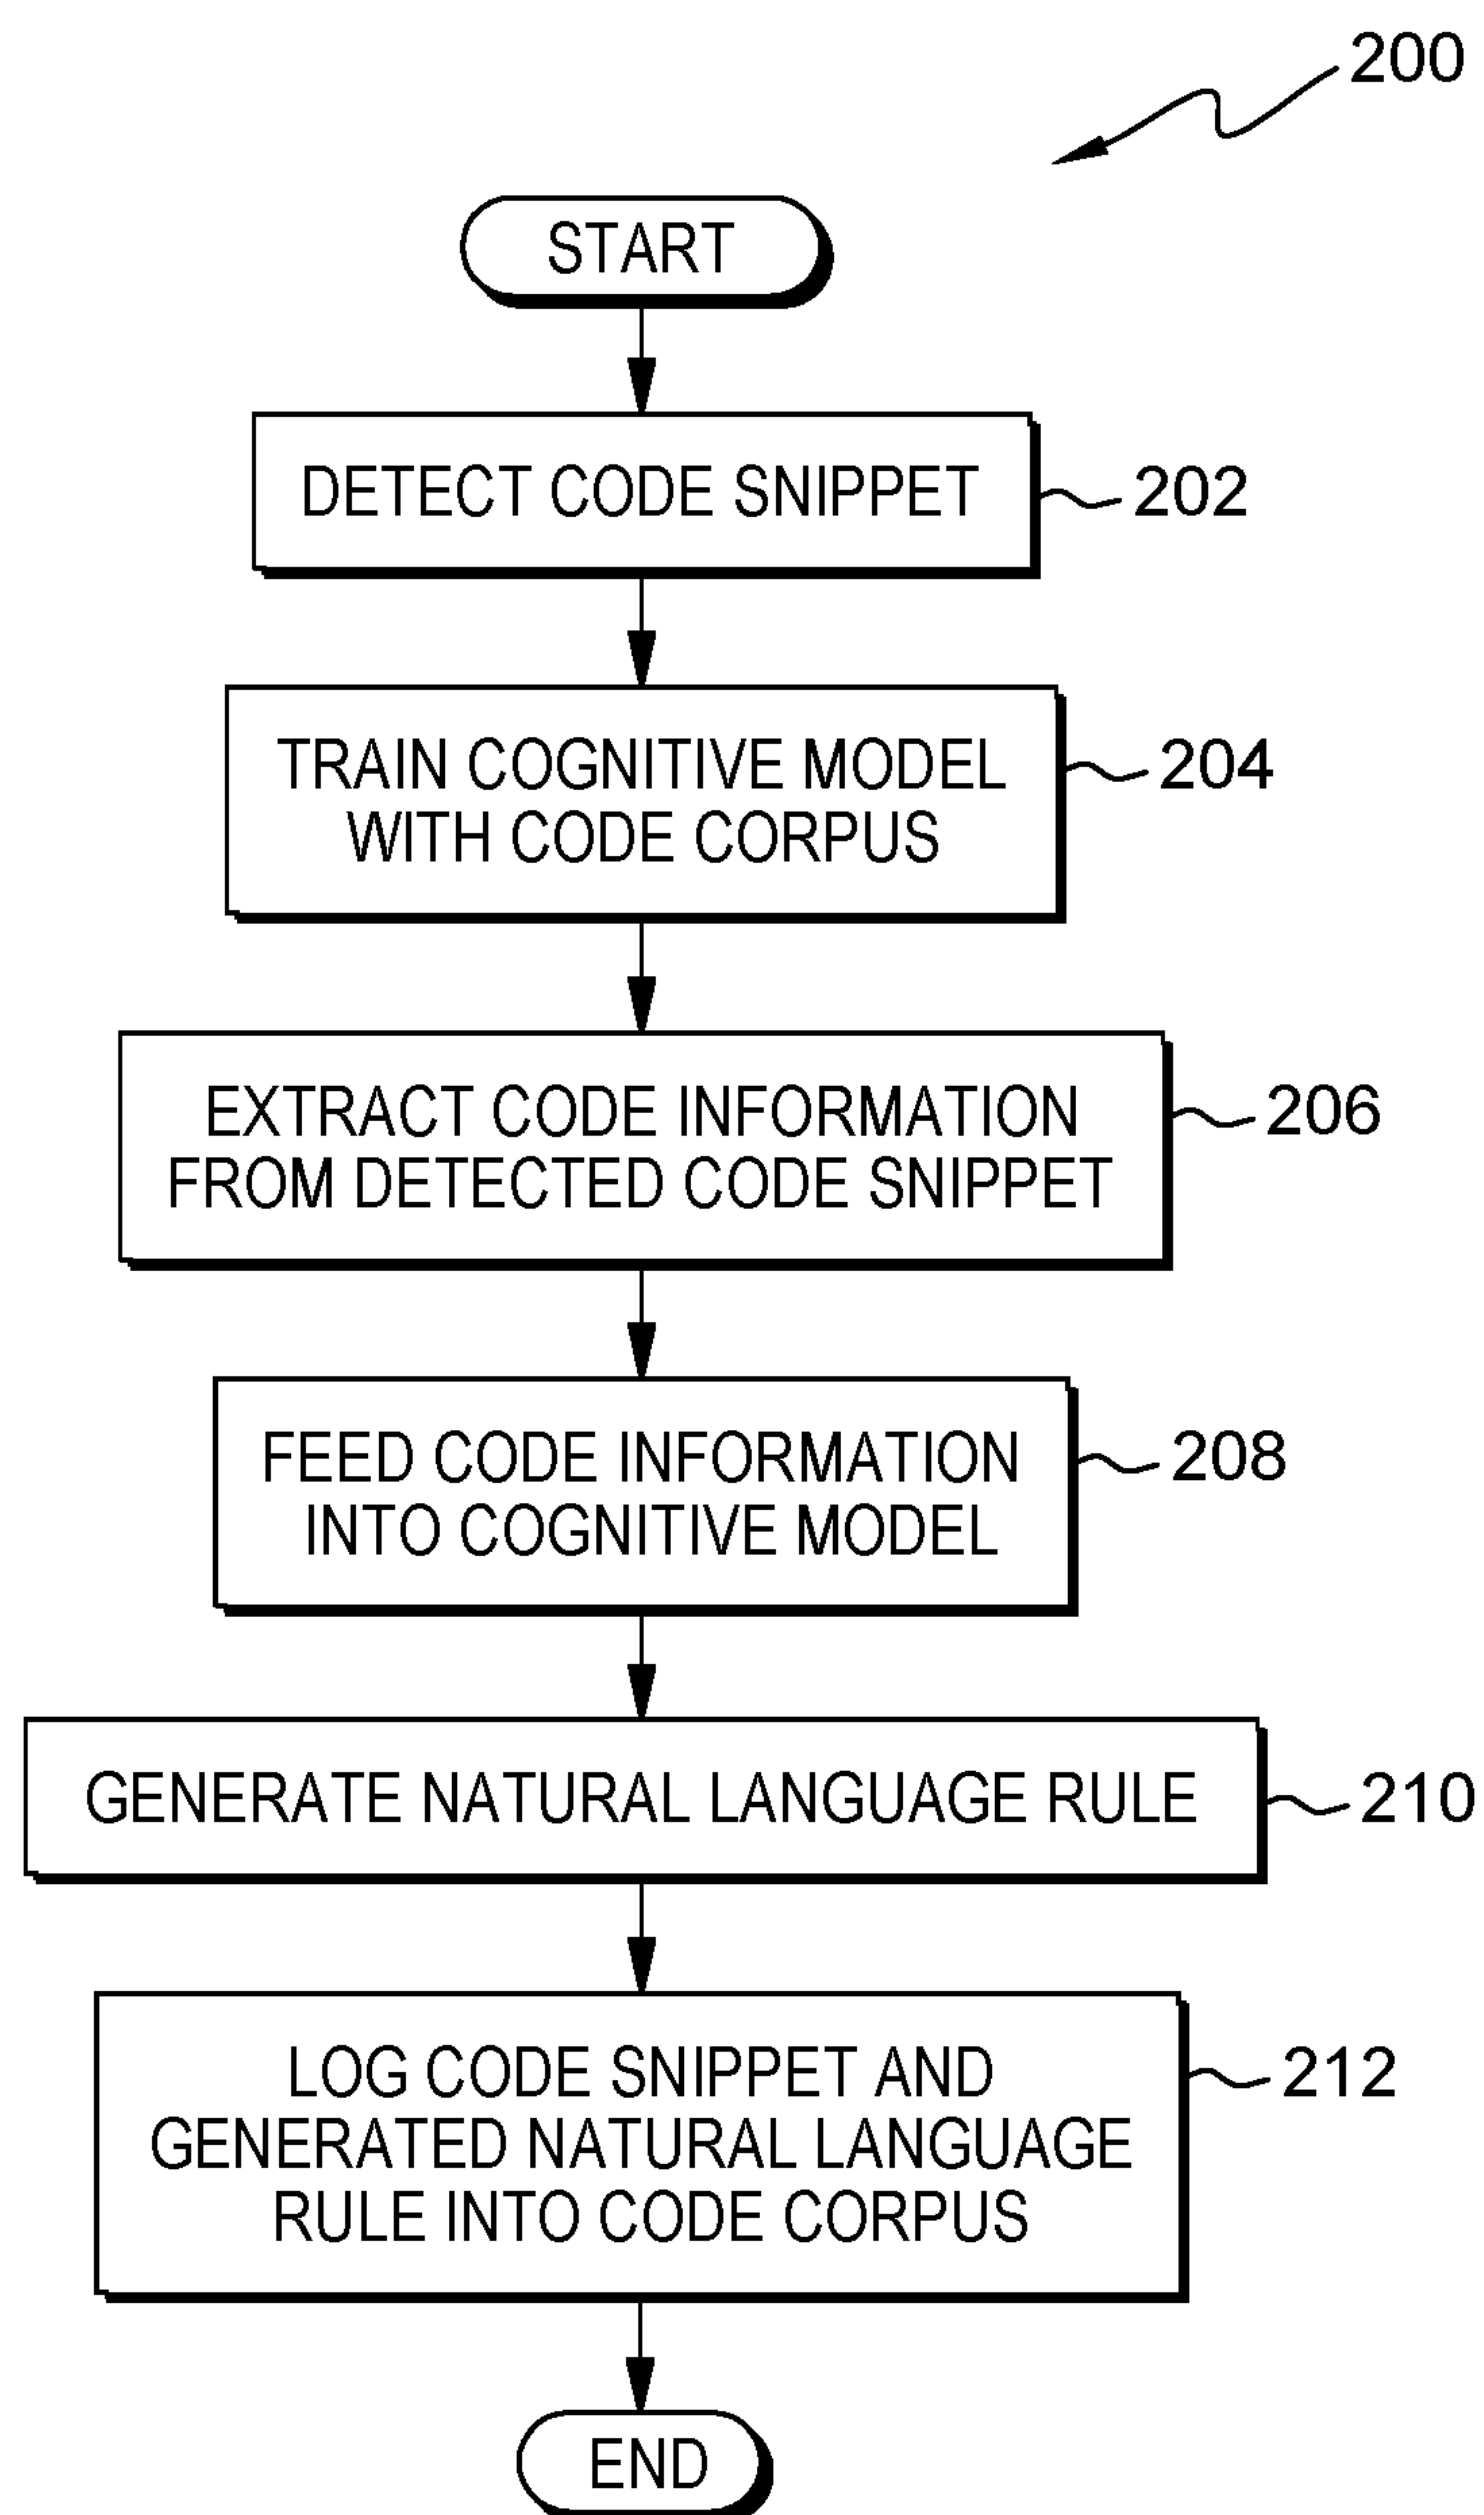 200
START
DETECT CODE SNIPPET
202
TRAIN COGNITIVE MODEL
WITH CODE CORPUS
204
EXTRACT CODE INFORMATION
FROM DETECTED CODE SNIPPET
206
FEED CODE INFORMATION
INTO COGNITIVE MODEL
208
GENERATE NATURAL LANGUAGE RULE
210
LOG CODE SNIPPET AND
GENERATED NATURAL LANGUAGE
RULE INTO CODE CORPUS
212
END